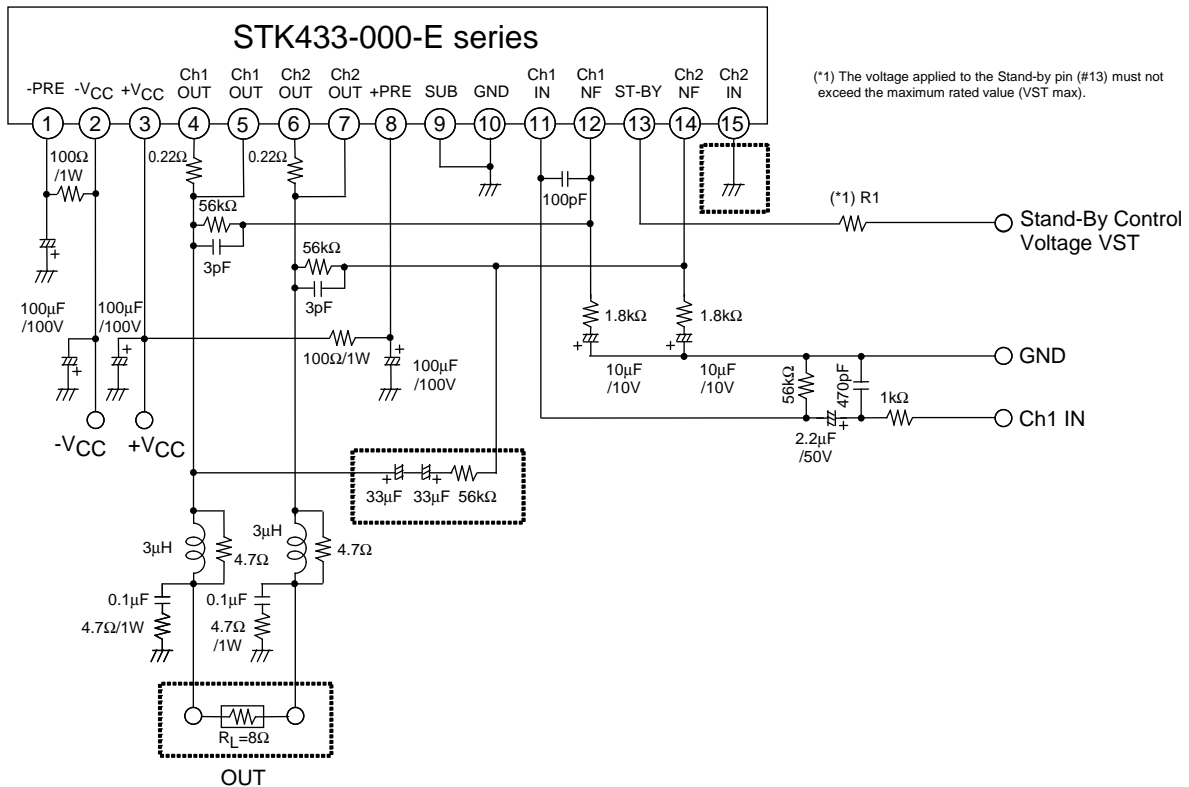 STK433-000-E series
-PRE -VCC +VCC Ch1 OUT Ch1 OUT Ch2 OUT Ch2 OUT +PRE SUB GND Ch1 IN Ch1 NF ST-BY Ch2 NF Ch2 IN
1 2 3 4 5 6 7 8 9 10 11 12 13 14 15
(*1) The voltage applied to the Stand-by pin (#13) must not
exceed the maximum rated value (VST max).
100Ω
/1W
0.22Ω
0.22Ω
100pF
56kΩ
3pF
56kΩ
3pF
(*1) R1
Stand-By Control
Voltage VST
+
100μF
/100V
+
100μF
/100V
+
100Ω/1W
+
100μF
/100V
1.8kΩ
+
10μF
/10V
1.8kΩ
+
10μF
/10V
GND
56kΩ
470pF
1kΩ
- +
2.2μF
/50V
Ch1 IN
-VCC
+VCC
+ +
33μF 33μF 56kΩ
3μH
4.7Ω
3μH
4.7Ω
0.1μF
4.7Ω/1W
0.1μF
4.7Ω
/1W
RL=8Ω
OUT